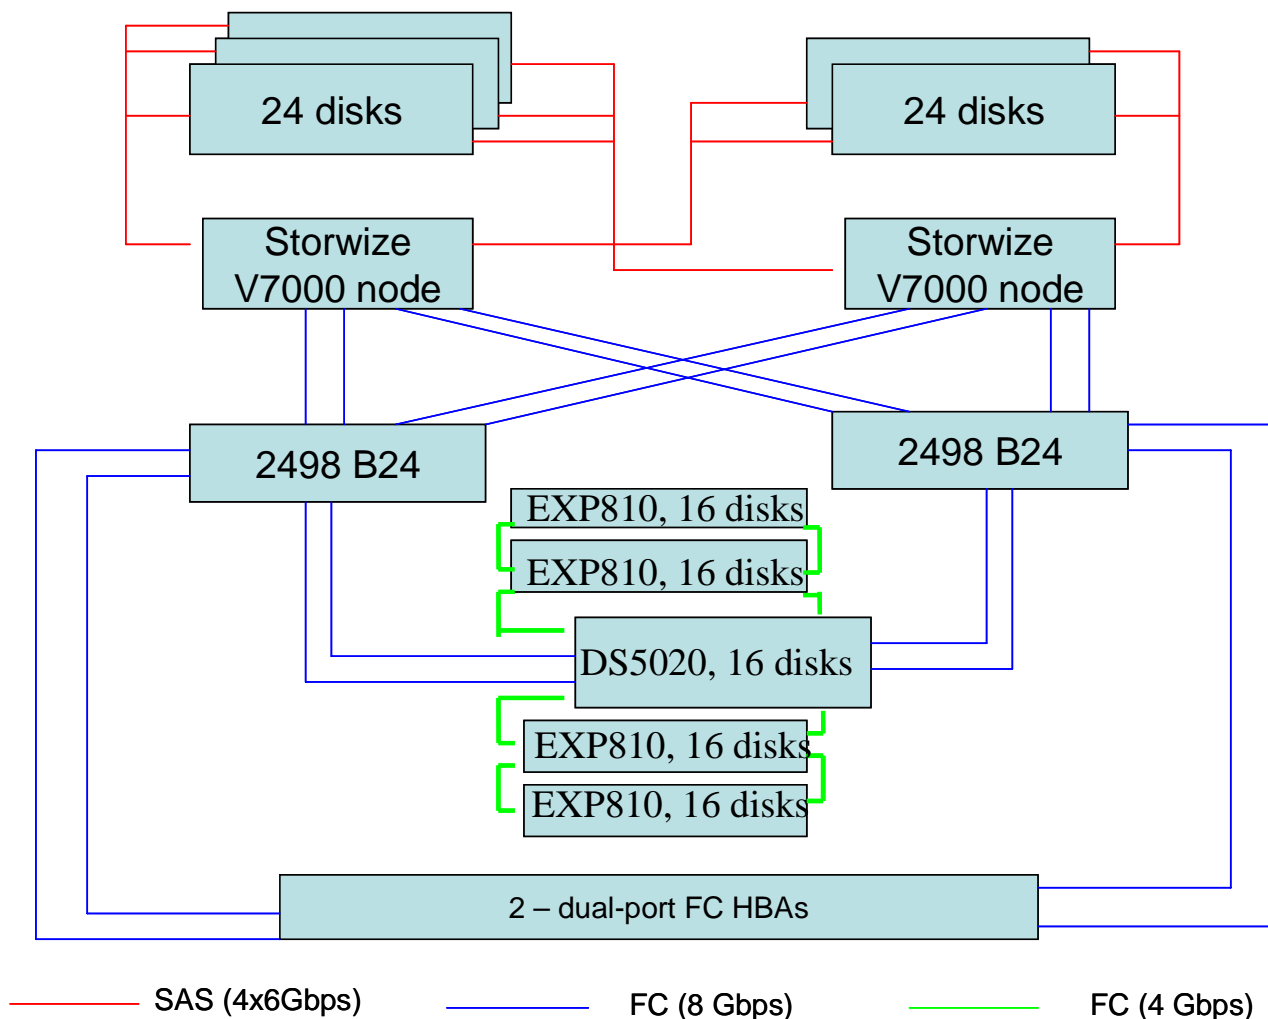 24 disks
24 disks
Storwize
V7000 node
Storwize
V7000 node
2498 B24
2498 B24
EXP810, 16 disks
EXP810, 16 disks
DS5020, 16 disks
EXP810, 16 disks
EXP810, 16 disks
2 – dual-port FC HBAs
SAS (4x6Gbps)
FC (8 Gbps)
FC (4 Gbps)